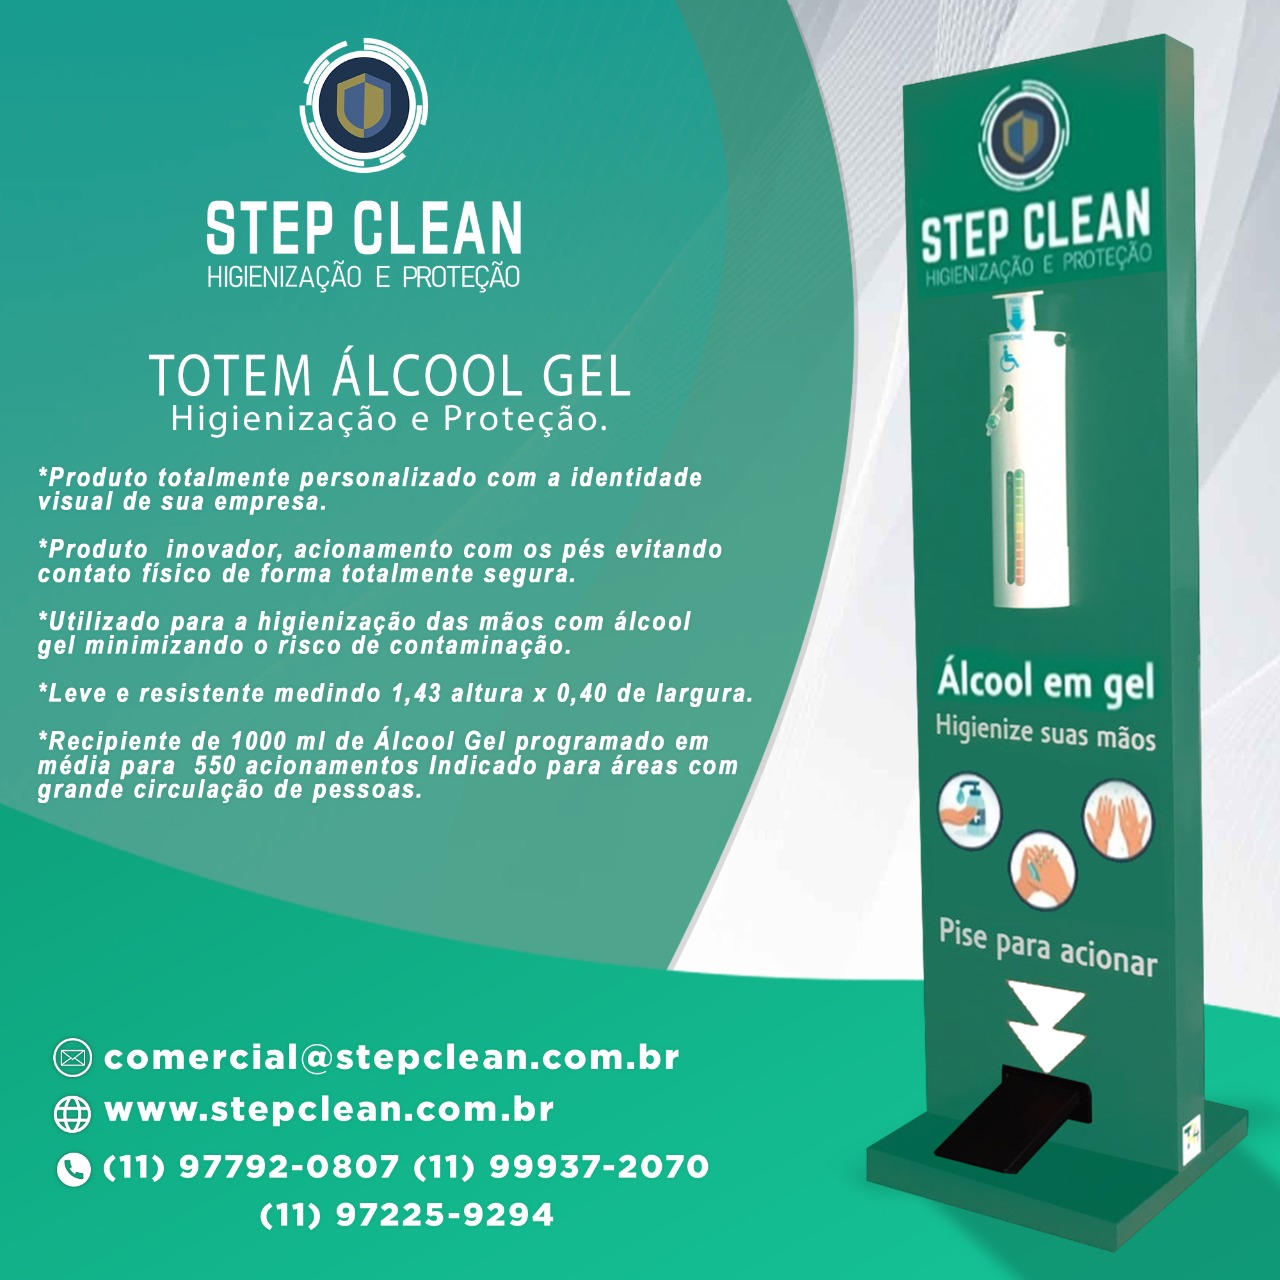 STEP CLEAN
HIGIENIZAÇÃO E PROTEÇÃO
TOTEM ÁLCOOL GEL
Higienização e Proteção.
*Produto totalmente personalizado com a identidade
visual de sua empresa.
*Produto inovador, acionamento com os pés evitando
contato físico de forma totalmente segura.
*Utilizado para a higienização das mãos com álcool
gel minimizando o risco de contaminação.
*Leve e resistente medindo 1,43 altura x 0,40 de largura.
*Recipiente de 1000 ml de Álcool Gel programado em
média para 550 acionamentos Indicado para áreas com
grande circulação de pessoas.
comercial@stepclean.com.br
www.stepclean.com.br
(11) 97792-0807 (11) 99937-2070
(11) 97225-9294
STEP CLEAN
HIGIENIZAÇÃO E PROTEÇÃO
Álcool em gel
Higienize suas mãos
Pise para acionar